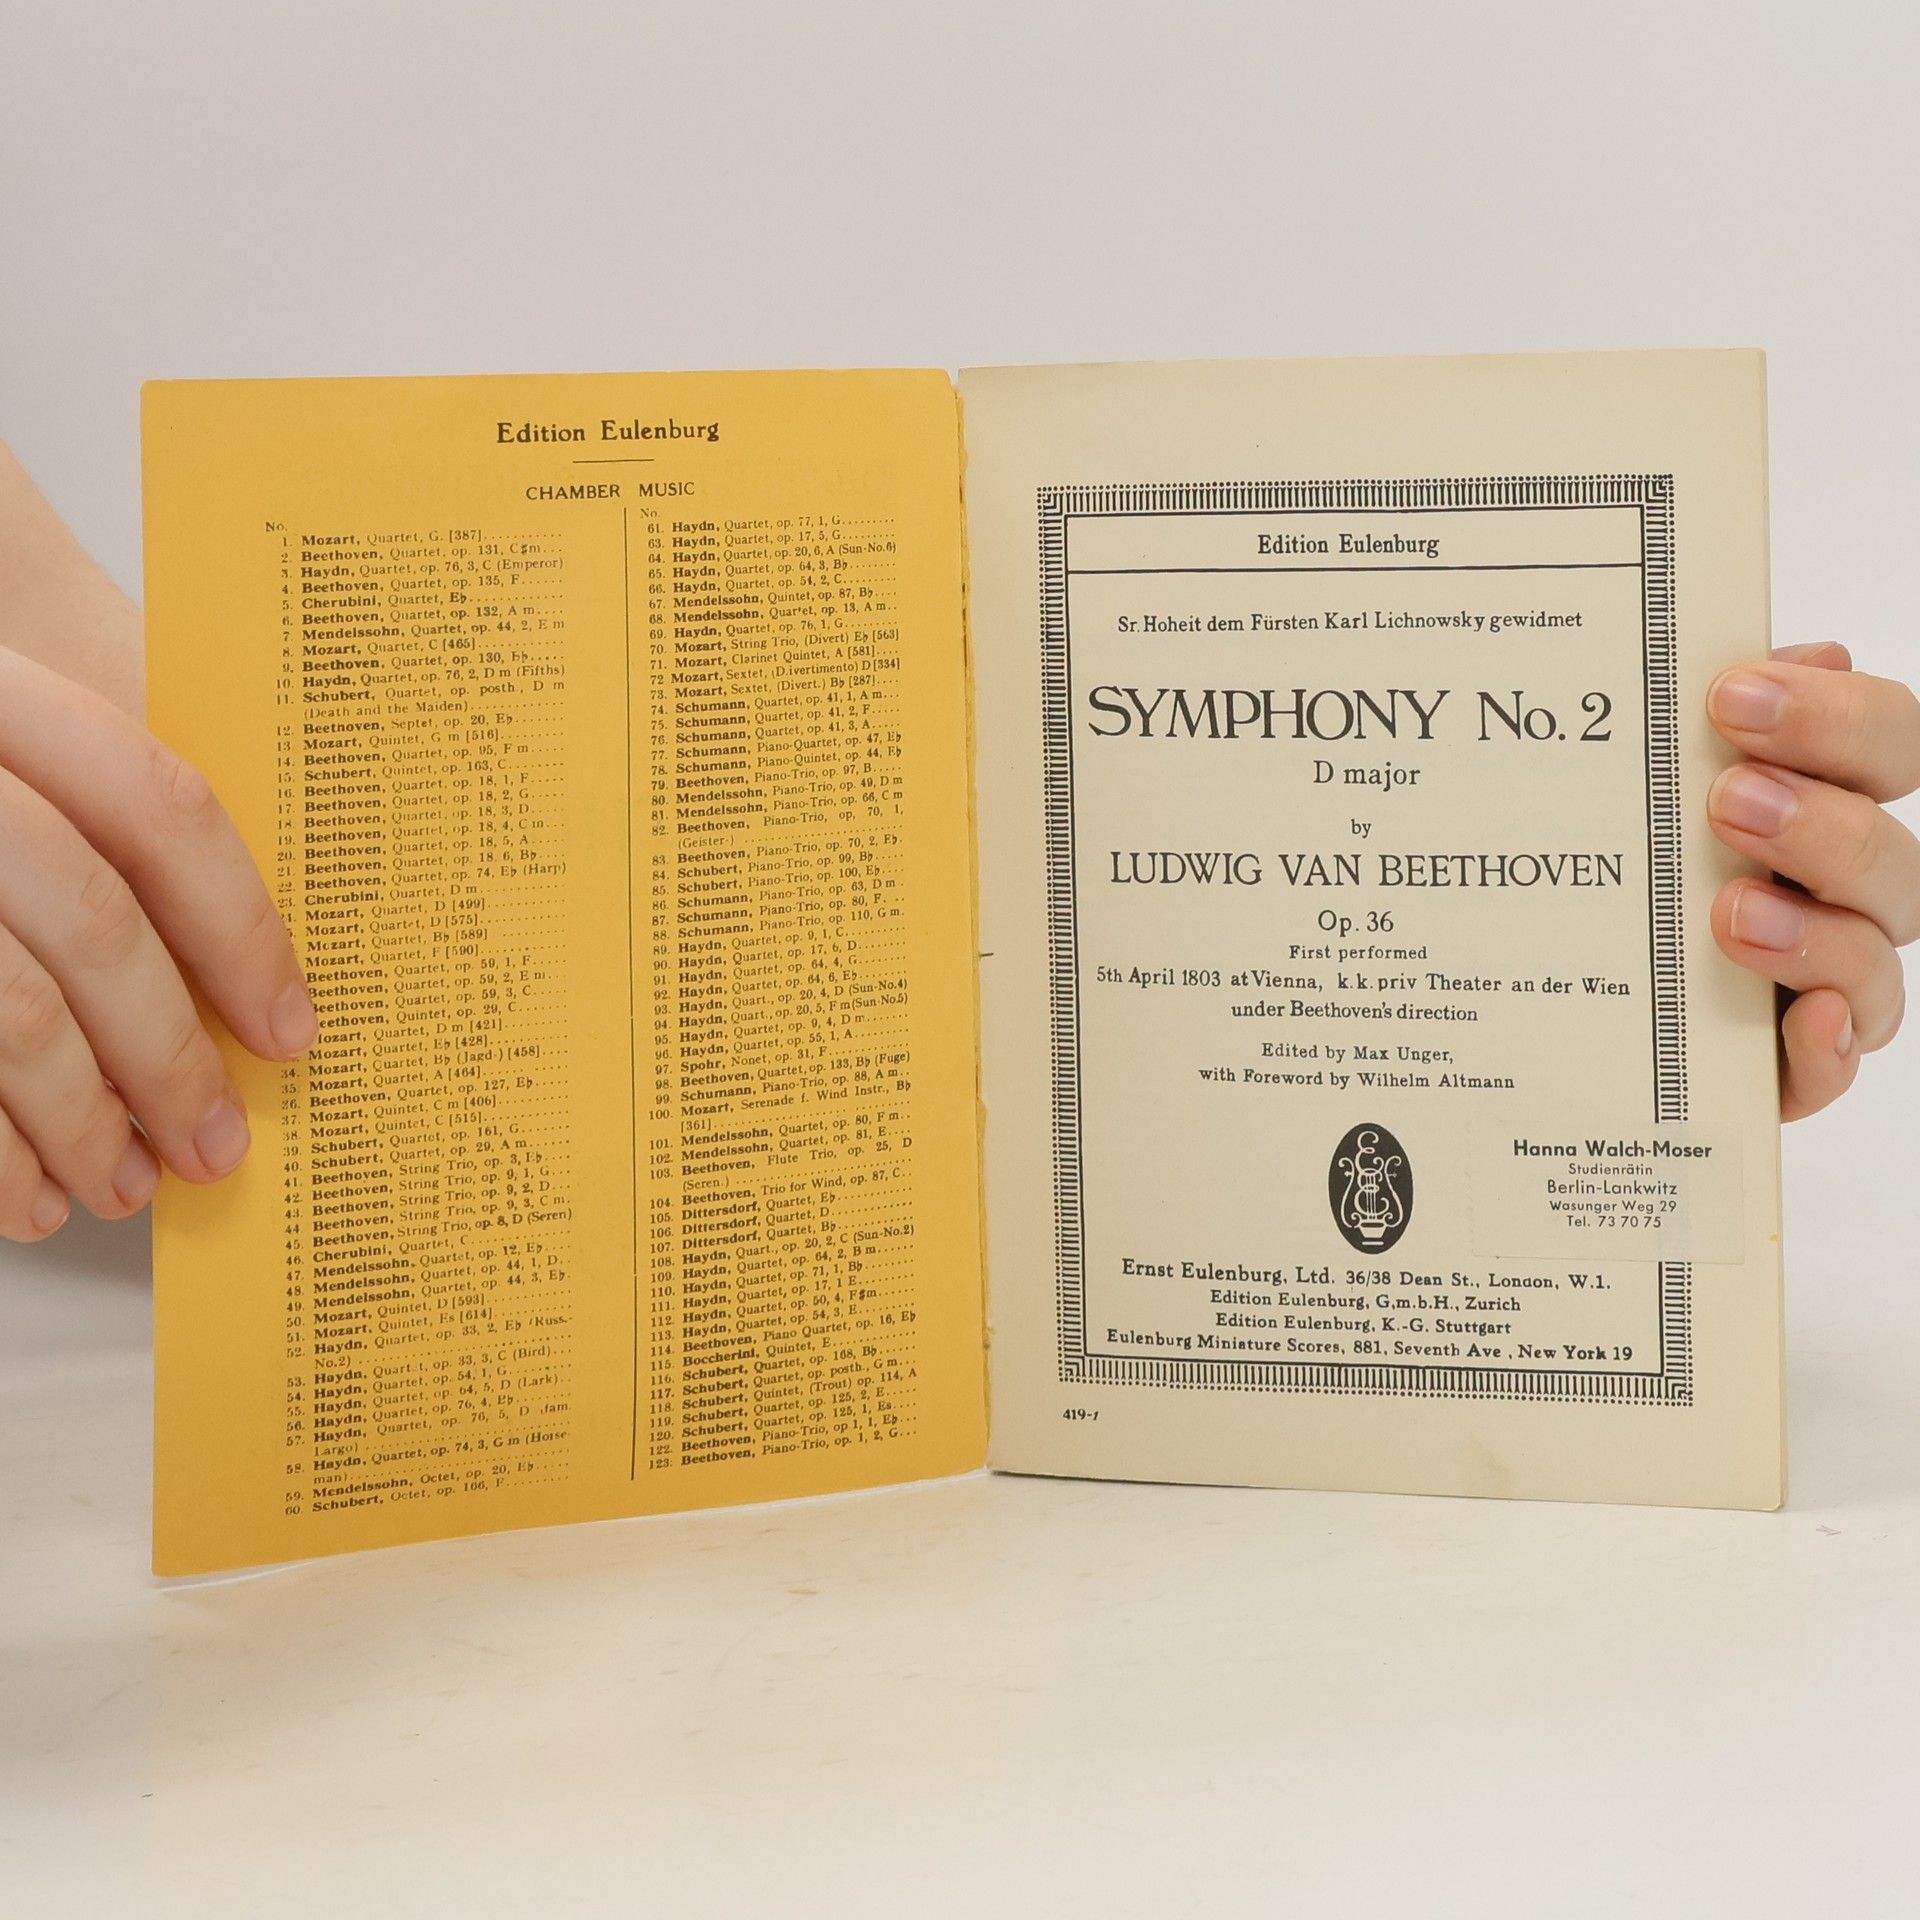 Edition Eulenburg
CHAMBER MUSIC
No.
1. Mozart, Quartet, G. [387]...........
2. Beethoven, Quartet, op. 131, C♯m...
3. Haydn, Quartet, op. 76, 3, C (Emperor)
4. Beethoven, Quartet, op. 135, F......
5. Cherubini, Quartet, E♭.............
6. Beethoven, Quartet, op. 132, A m....
7. Mendelssohn, Quartet, op. 44, 2, E m
8. Mozart, Quartet, C [465]...........
9. Beethoven, Quartet, op. 130, B♭.....
10. Haydn, Quartet, op. 76, 2, D m (Fifths)
11. Schubert, Quartet, op. posth., D m
(Death and the Maiden).............
12. Beethoven, Septet, op. 20, E♭.......
13 Mozart, Quintet, G m [516]........
14. Beethoven, Quartet, op. 95, F m.....
15. Schubert, Quintet, op. 163, C........
16. Beethoven, Quartet, op. 18, 1, F.....
17. Beethoven, Quartet, op. 18, 2, G.....
18. Beethoven, Quartet, op. 18, 3, D.....
19. Beethoven, Quartet, op. 18, 4, C m...
20. Beethoven, Quartet, op. 18, 5, A.....
21. Beethoven, Quartet, op. 18. 6, B♭....
22. Beethoven, Quartet, op. 74, E♭ (Harp)
23. Cherubini, Quartet, D m............
Mozart, Quartet, D [499]...........
Mozart, Quartet, D [575]...........
Mozart, Quartet, B♭ [589] .........
Mozart, Quartet, F [590]...........
Beethoven, Quartet, op. 59, 1, F.....
Beethoven, Quartet, op. 59, 2, E m...
Beethoven, Quartet, op. 59, 3, C.....
eethoven, Quintet, op. 29, C.......
ozart, Quartet, D m [421].........
Mozart, Quartet, E♭ [428]..........
34. Mozart, Quartet, B♭ (Jagd-) [458]....
35. Mozart, Quartet, A [464]...........
36. Beethoven, Quartet, op. 127, E♭.....
37. Mozart, Quintet, C m [406].........
38. Mozart, Quintet, C [515]...........
39. Schubert, Quartet, op. 161, G.......
40. Schubert, Quartet, op. 29, A m......
41. Beethoven, String Trio, op. 3, E♭....
42. Beethoven, String Trio, op. 9, 1, G...
43. Beethoven, String Trio, op. 9, 2, D...
44. Beethoven, String Trio, op. 9, 3, C m.
45. Beethoven, String Trio, op. 8, D (Seren)
46. Cherubini, Quartet, C..............
47. Mendelssohn, Quartet, op. 12, E♭....
48. Mendelssohn, Quartet, op. 44, 1, D..
49. Mendelssohn, Quartet, op. 44, 3, E♭.
50. Mozart, Quintet, D [593]...........
51. Mozart, Quintet, Es [614]...........
52. Haydn, Quartet, op. 33, 2, E♭ (Russ.-
No.2) ............................
53. Haydn, Quartet, op. 33, 3, C (Bird)...
54. Haydn, Quartet, op. 54, 1, G........
55. Haydn, Quartet, op. 64, 5, D (Lark)..
56. Haydn, Quartet, op. 76, 4, B♭.......
57. Haydn, Quartet, op. 76, 5, D (fam.
Largo) ...........................
58. Haydn, Quartet, op. 74, 3, G m (Horse-
man)............................
59. Mendelssohn, Octet, op. 20, E♭.....
60. Schubert, Octet, op. 166, F.........
No.
61. Haydn, Quartet, op. 77, 1, G.........
63. Haydn, Quartet, op. 17, 5, G........
64. Haydn, Quartet, op. 20, 6, A (Sun-No.6)
65. Haydn, Quartet, op. 64, 3, B♭........
66. Haydn, Quartet, op. 54, 2, C........
67. Mendelssohn, Quintet, op. 87, B♭....
68. Mendelssohn, Quartet, op. 13, A m..
69. Haydn, Quartet, op. 76, 1, G........
70. Mozart, String Trio, (Divert) E♭ [563]
71. Mozart, Clarinet Quintet, A [581]....
72 Mozart, Sextet, (Divertimento) D [334]
73. Mozart, Sextet, (Divert.) B♭ [287]....
74. Schumann, Quartet, op. 41, 1, A m...
75. Schumann, Quartet, op. 41, 2, F.....
76. Schumann, Quartet, op. 41, 3, A.....
77. Schumann, Piano-Quartet, op. 47, E♭
78. Schumann, Piano-Quintet, op. 44, E♭
79. Beethoven, Piano-Trio, op. 97, B.....
80. Mendelssohn, Piano-Trio, op. 49, D m
81. Mendelssohn, Piano-Trio, op. 66, C m
82. Beethoven, Piano-Trio, op, 70, 1,
(Geister-) .........................
83. Beethoven, Piano-Trio, op. 70, 2, E♭.
84. Schubert, Piano-Trio, op. 99, B♭.....
85. Schubert, Piano-Trio, op. 100, E♭....
86. Schumann, Piano-Trio, op. 63, D m .
87. Schumann, Piano-Trio, op. 80, F. ..
88. Schumann, Piano-Trio, op. 110, G m.
89. Haydn, Quartet, op. 9, 1, C..........
90. Haydn, Quartet, op. 17, 6, D........
91. Haydn, Quartet, op. 64, 4, G........
92. Haydn, Quartet, op. 64, 6, E♭.......
93. Haydn, Quart., op. 20, 4, D (Sun-No.4)
94. Haydn, Quart., op. 20, 5, F m (Sun-No.5)
95. Haydn, Quartet, op. 9, 4, D m.......
96. Haydn, Quartet, op. 55, 1, A........
97. Spohr, Nonet, op. 31, F............
98. Beethoven, Quartet, op. 133, B♭ (Fuge)
99. Schumann, Piano-Trio, op. 88, A m..
100. Mozart, Serenade f. Wind Instr., B♭
[361]............................
101. Mendelssohn, Quartet, op. 80, F m..
102. Mendelssohn, Quartet, op. 81, E....
103. Beethoven, Flute Trio, op. 25, D
(Seren.) ..........................
104. Beethoven, Trio for Wind, op. 87, C..
105. Dittersdorf, Quartet, E♭............
106. Dittersdorf, Quartet, D.............
107. Dittersdorf, Quartet, B♭............
108. Haydn, Quart., op. 20, 2, C (Sun-No.2)
109. Haydn, Quartet, op. 64, 2, B m......
110. Haydn, Quartet, op. 71, 1, B♭.......
111. Haydn, Quartet, op. 17, 1 E........
112. Haydn, Quartet, op. 50, 4, F♯m.....
113. Haydn, Quartet, op. 54, 3, E........
114. Beethoven, Piano Quartet, op. 16, E♭
115. Boccherini, Quintet, E.............
116. Schubert, Quartet, op. 168, B♭......
117. Schubert, Quartet, op. posth., G m...
118. Schubert, Quintet, (Trout) op. 114, A
119. Schubert, Quartet, op. 125, 2, E.....
120. Schubert, Quartet, op. 125, 1, Es....
122. Beethoven, Piano-Trio, op 1, 1, E♭...
123. Beethoven, Piano-Trio, op. 1, 2, G...
Edition Eulenburg
Sr. Hoheit dem Fürsten Karl Lichnowsky gewidmet
SYMPHONY No. 2
D major
by
LUDWIG VAN BEETHOVEN
Op. 36
First performed
5th April 1803 at Vienna, k.k. priv Theater an der Wien
under Beethoven's direction
Edited by Max Unger,
with Foreword by Wilhelm Altmann
Hanna Walch-Moser
Studienrätin
Berlin-Lankwitz
Wasunger Weg 29
Tel. 73 70 75
Ernst Eulenburg, Ltd. 36/38 Dean St., London, W.1.
Edition Eulenburg, G,m.b.H., Zurich
Edition Eulenburg, K.-G. Stuttgart
Eulenburg Miniature Scores, 881, Seventh Ave , New York 19
419-1